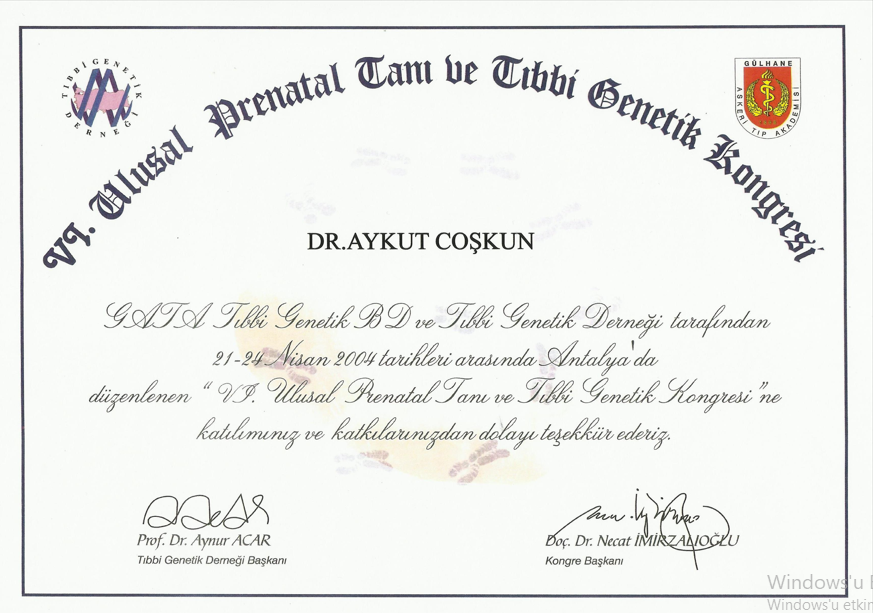 TIBBİ GENETİK DERNEĞİ
GÜLHANE
ASKERİ TIP AKADEMİSİ
VI. Ulusal Prenatal Tanı ve Tıbbi Genetik Kongresi
DR.AYKUT COŞKUN
GATA Tıbbi Genetik BD ve Tıbbi Genetik Derneği tarafından
21-24 Nisan 2004 tarihleri arasında Antalya'da
düzenlenen “VI. Ulusal Prenatal Tanı ve Tıbbi Genetik Kongresi”ne
katılımınız ve katkılarınızdan dolayı teşekkür ederiz.
Prof. Dr. Aynur ACAR
Tıbbi Genetik Derneği Başkanı
Doç. Dr. Necat İMİRZALIOĞLU
Kongre Başkanı
Windows'u E
Windows'u etkin